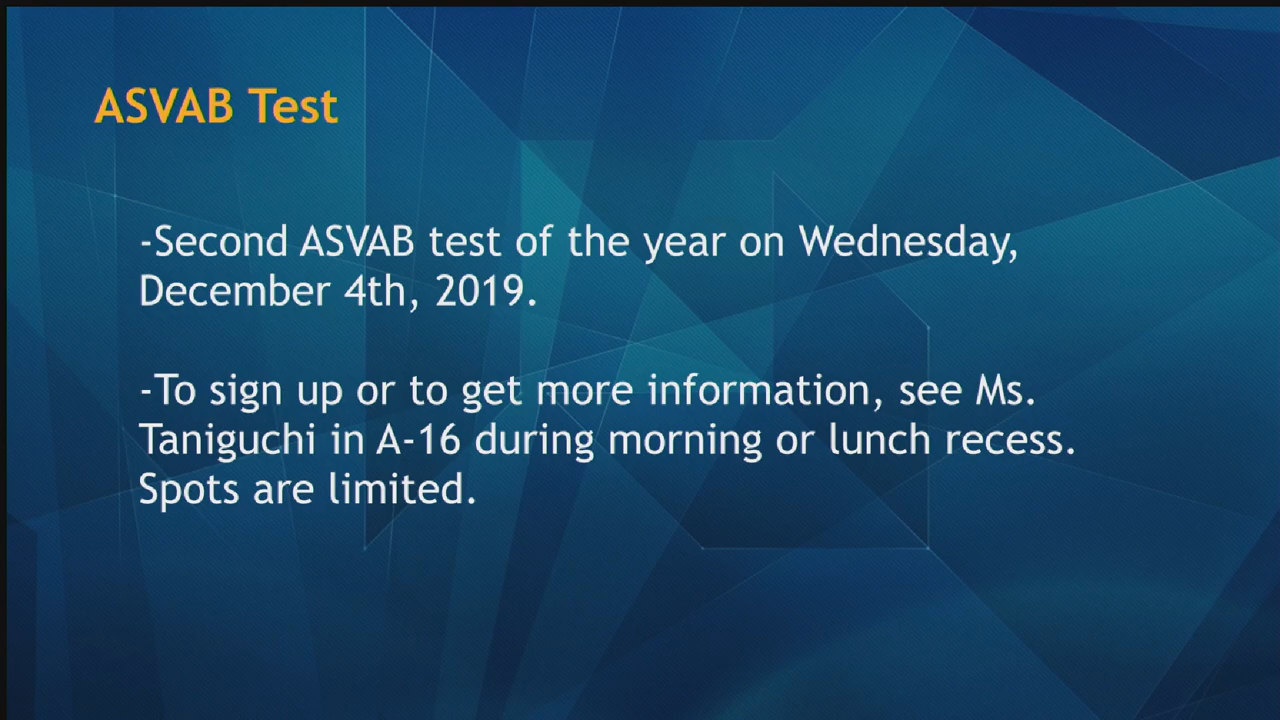 ASVAB Test
-Second ASVAB test of the year on Wednesday,
December 4th, 2019.
-To sign up or to get more information, see Ms.
Taniguchi in A-16 during morning or lunch recess.
Spots are limited.